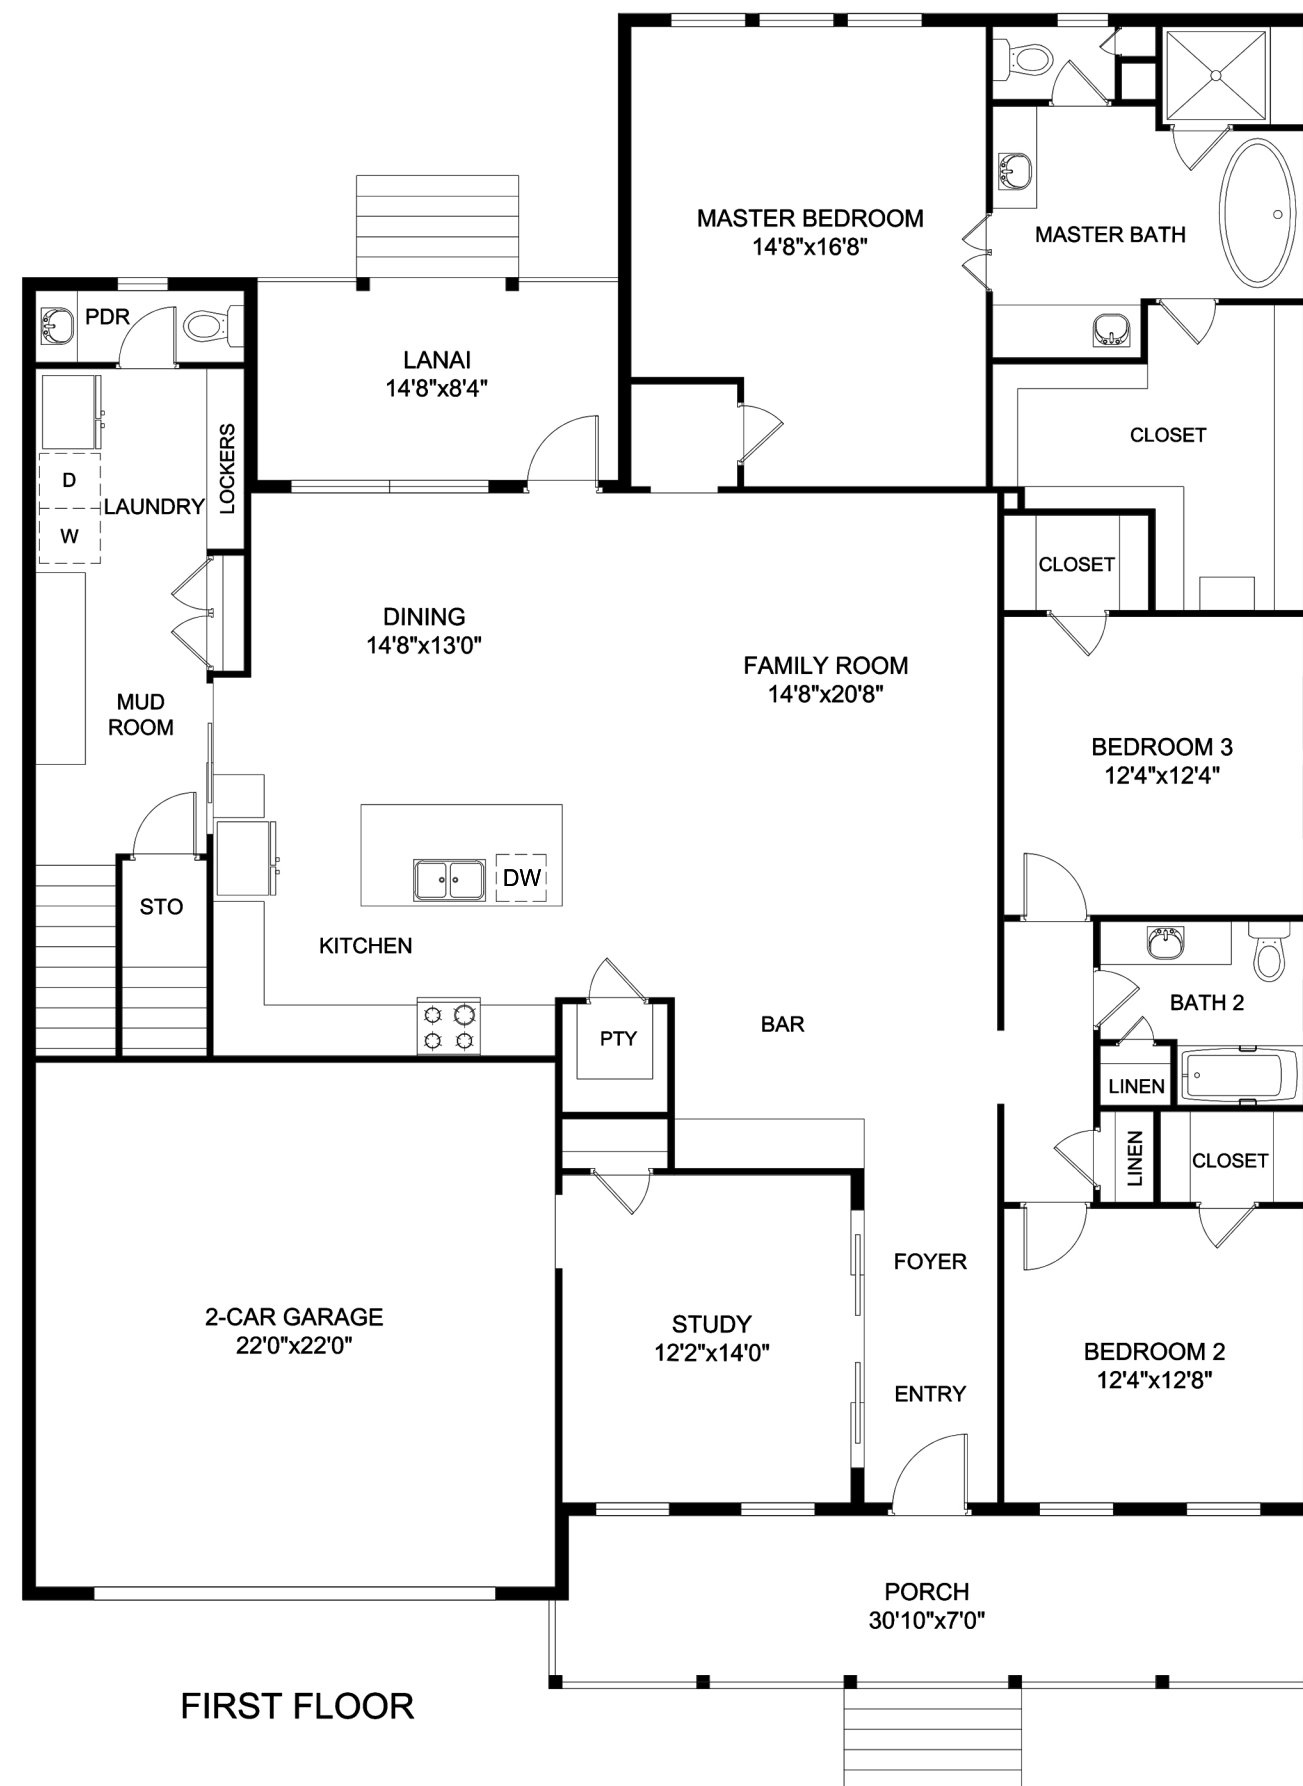 MASTER BEDROOM
14'8"x16'8"
MASTER BATH
PDR
LANAI
14'8"x8'4"
CLOSET
LOCKERS
D
LAUNDRY
W
CLOSET
DINING
14'8"x13'0"
FAMILY ROOM
14'8"x20'8"
MUD
ROOM
BEDROOM 3
12'4"x12'4"
DW
STO
KITCHEN
BATH 2
BAR
PTY
LINEN
LINEN
CLOSET
FOYER
2-CAR GARAGE
22'0"x22'0"
STUDY
12'2"x14'0"
BEDROOM 2
12'4"x12'8"
ENTRY
PORCH
30'10"x7'0"
FIRST FLOOR